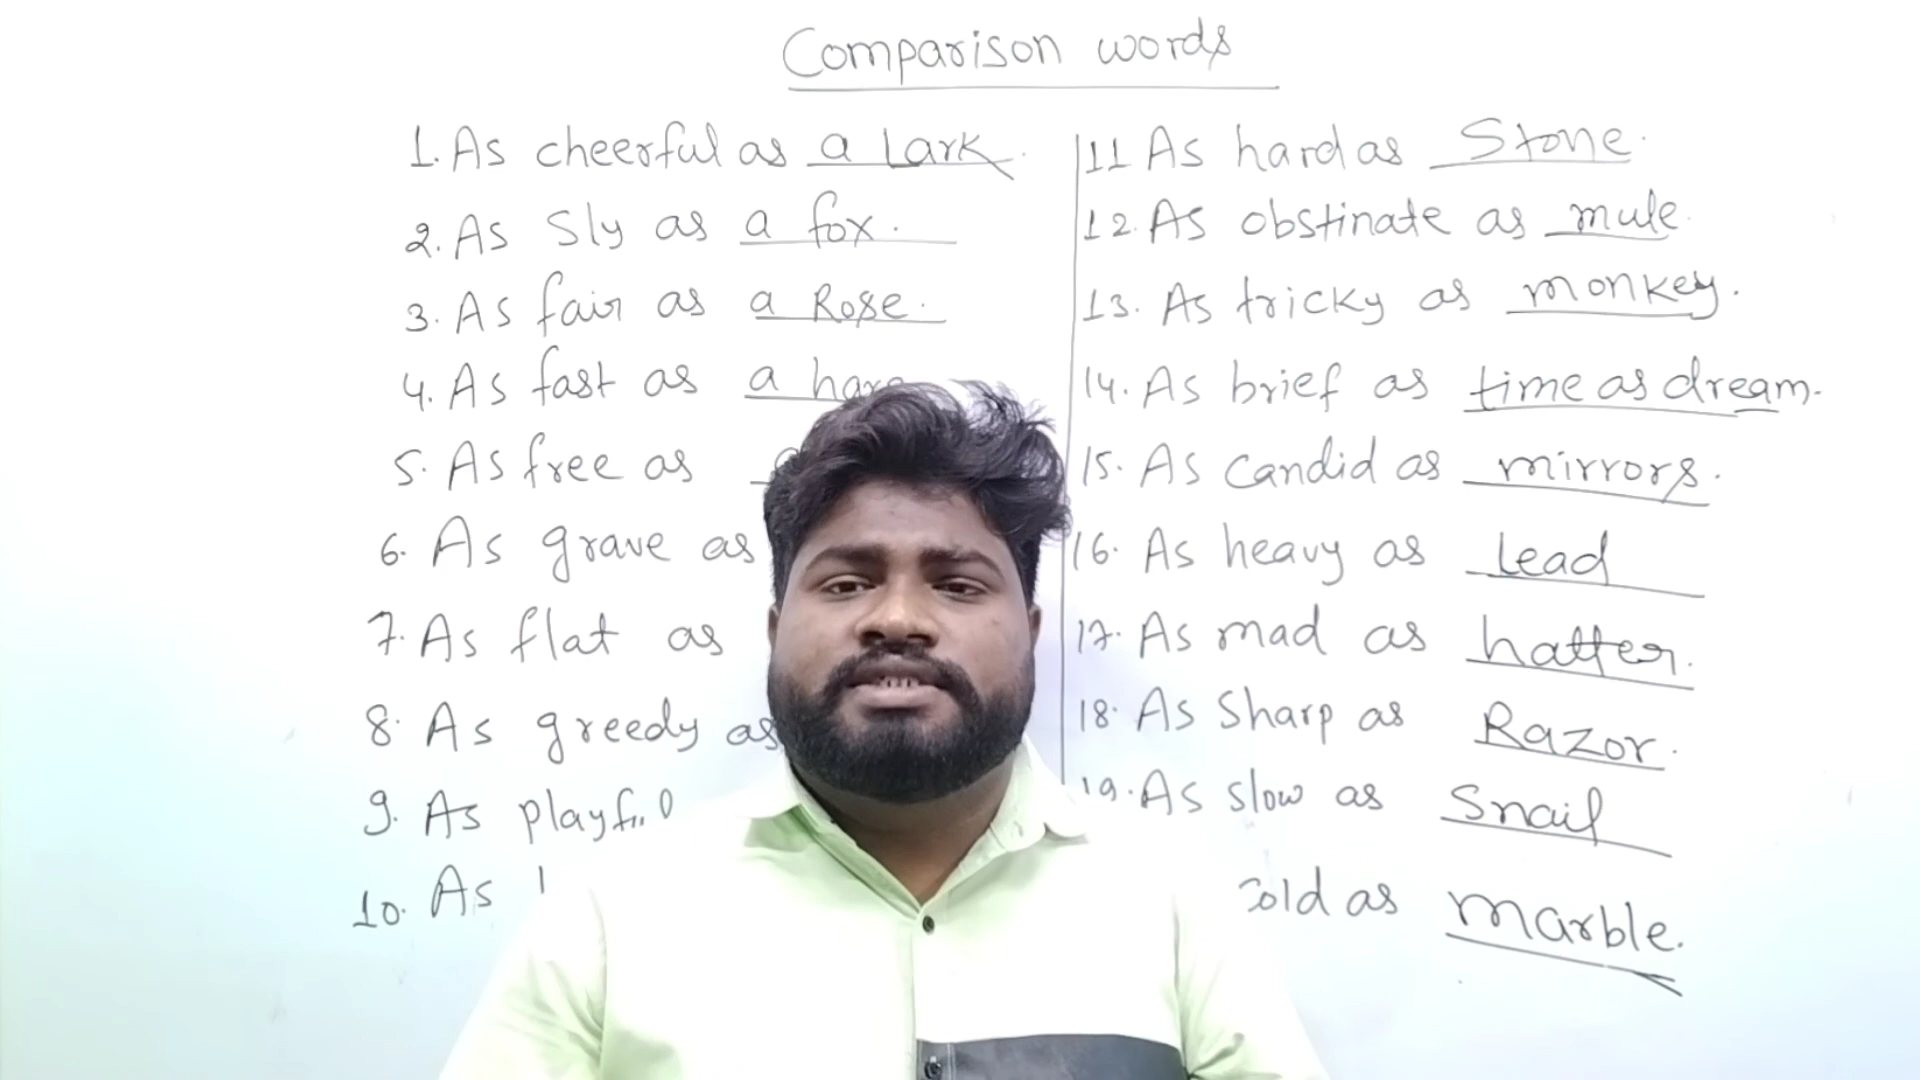 Comparison words
1. As cheerful as a Lark.
2. As Sly as a fox.
3. As fair as a Rose.
4. As fast as a hare
5. As free as
6. As grave as
7. As flat as
8. As greedy as
9. As playful
10. As
11 As hard as Stone.
12. As obstinate as mule.
13. As tricky as monkey.
14. As brief as time as dream.
15. As Candid as mirrors.
16. As heavy as Lead
17. As mad as hatter.
18. As Sharp as Razor.
19. As slow as Snail
Cold as marble.